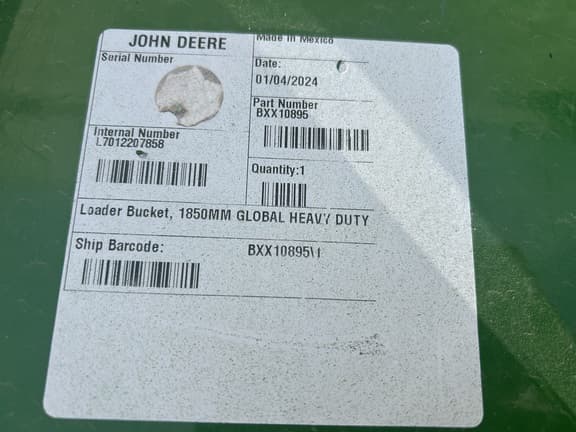 JOHN DEERE
Made in Mexico
Serial Number
Date:
01/04/2024
Part Number
BXX10895
Internal Number
L7012207858
Quantity:1
Loader Bucket, 1850MM GLOBAL HEAVY DUTY
Ship Barcode:
BXX10895\1